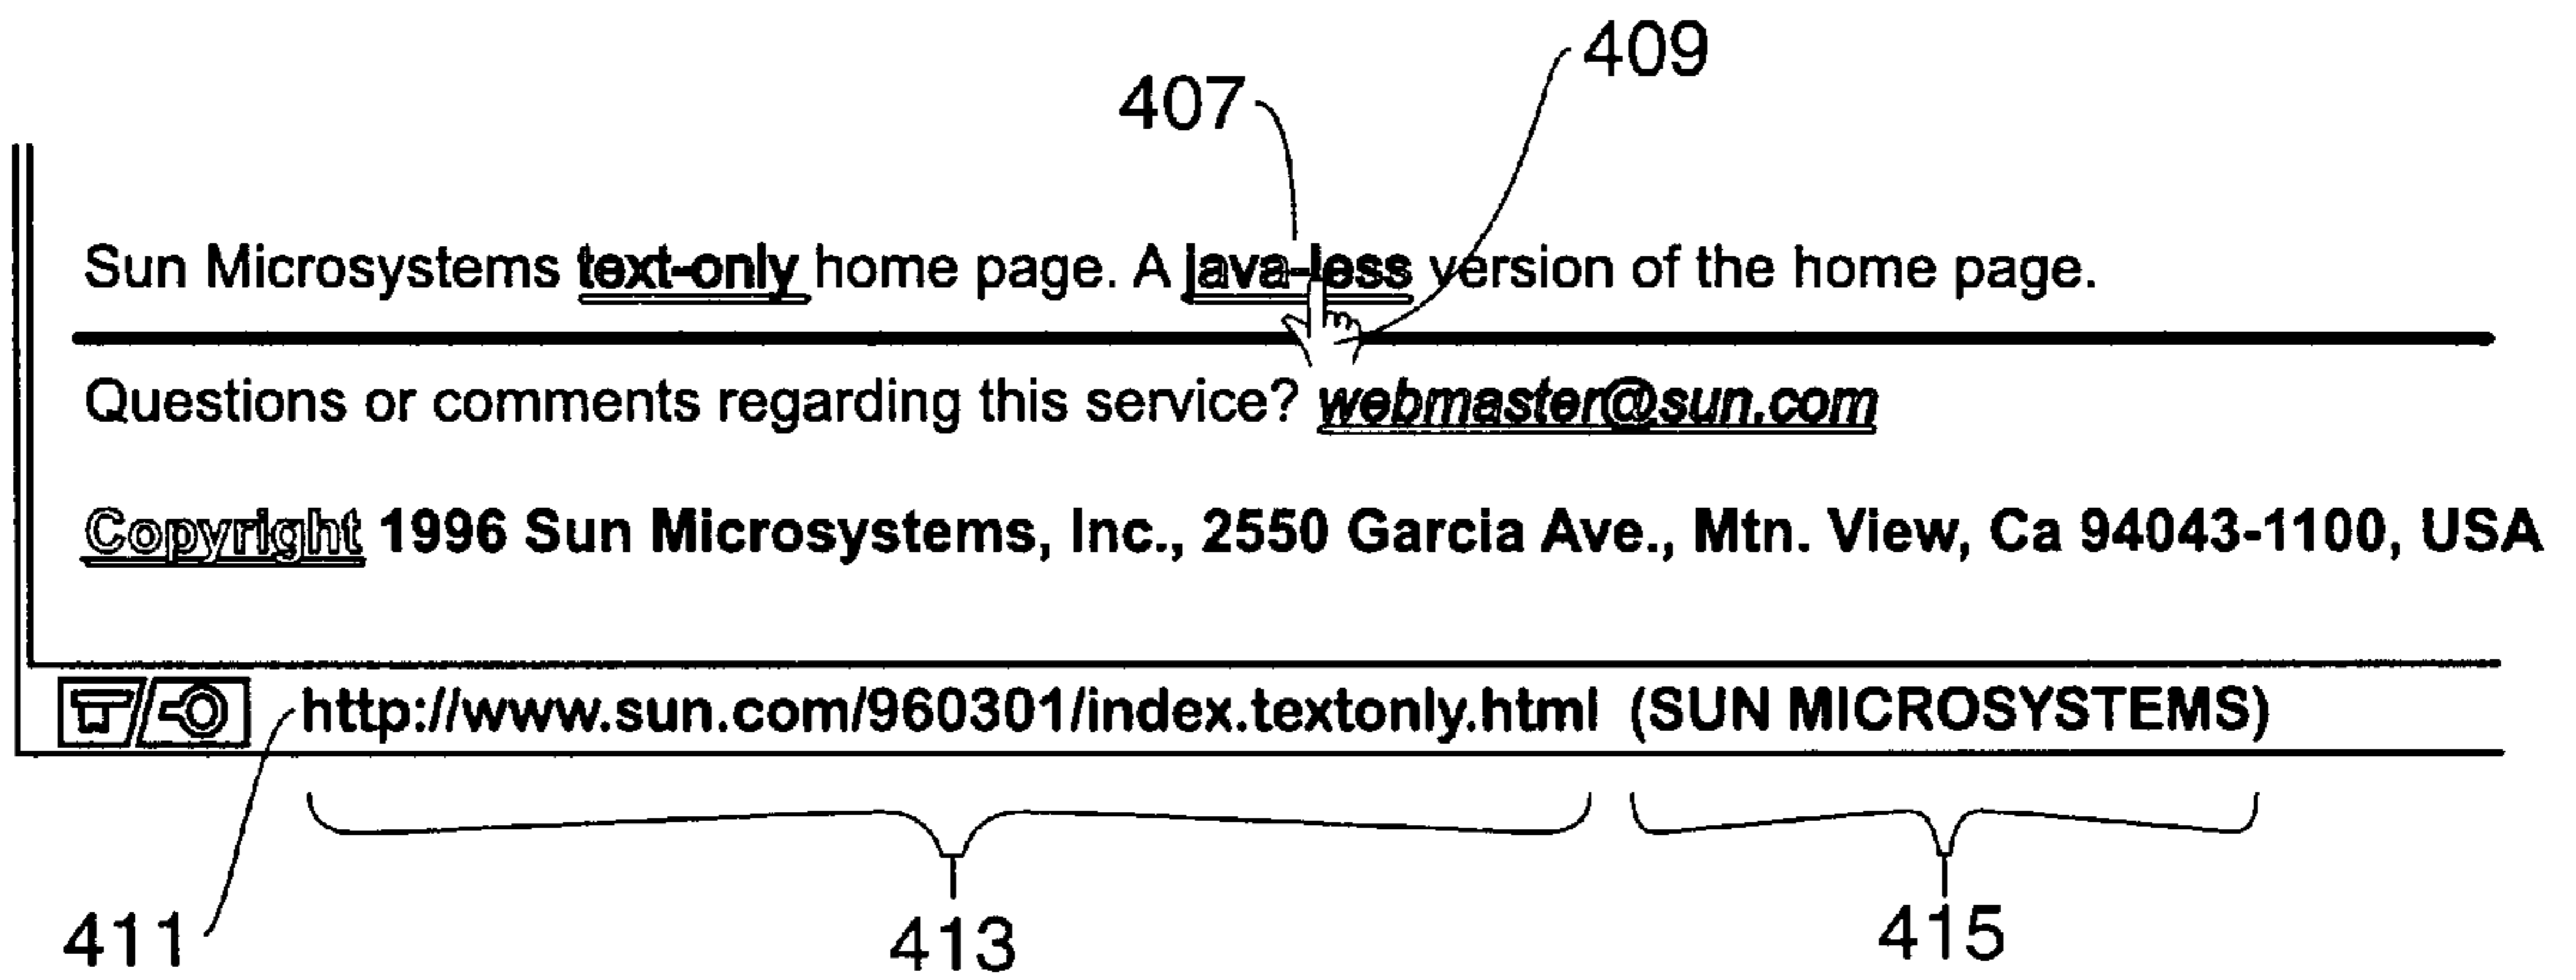 409
407
Sun Microsystems text-only home page. A java-less version of the home page.
Questions or comments regarding this service? webmaster@sun.com
Copyright 1996 Sun Microsystems, Inc., 2550 Garcia Ave., Mtn. View, Ca 94043-1100, USA
http://www.sun.com/960301/index.textonly.html (SUN MICROSYSTEMS)
411
413
415